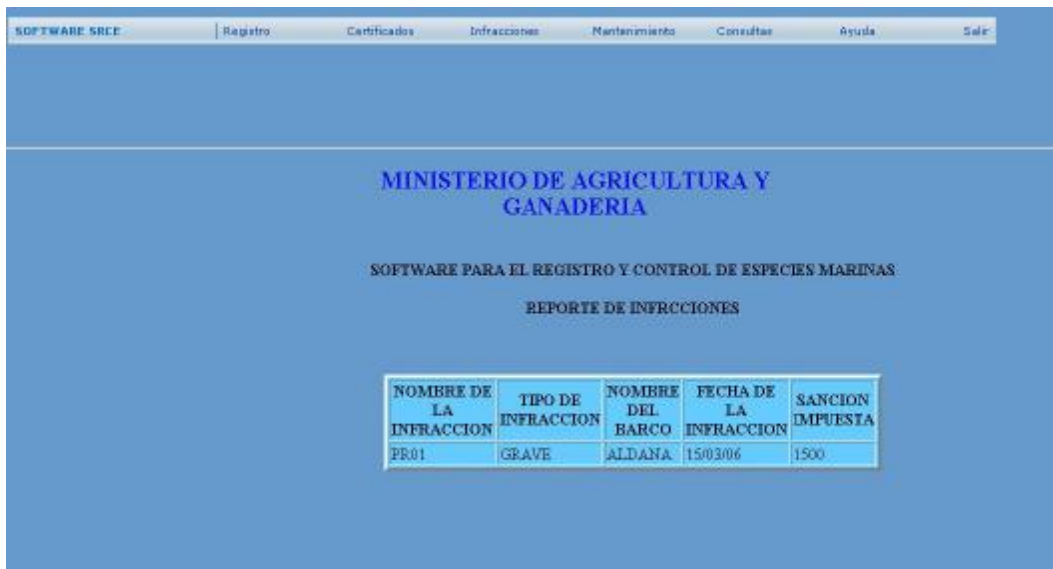 SOFTWARE SRCE Registro Certificados Infracciones Mantenimiento Consultas Ayuda Salir
MINISTERIO DE AGRICULTURA Y
GANADERIA
SOFTWARE PARA EL REGISTRO Y CONTROL DE ESPECIES MARINAS
REPORTE DE INFRCCIONES
NOMBRE DE LA INFRACCION TIPO DE INFRACCION NOMBRE DEL BARCO FECHA DE LA INFRACCION SANCION IMPUESTA
PR01 GRAVE ALDANA 15/03/06 1500